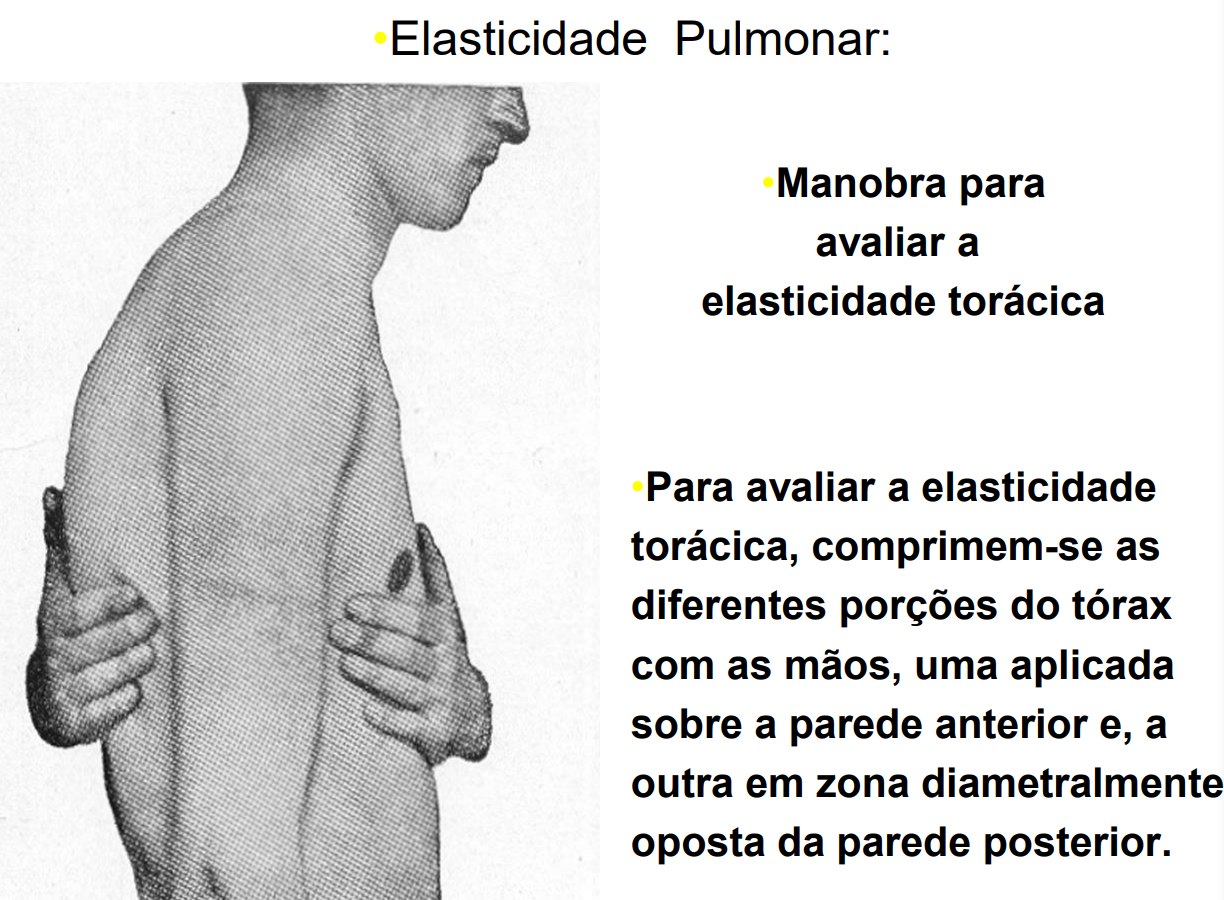 •Elasticidade Pulmonar:
•Manobra para
avaliar a
elasticidade torácica
•Para avaliar a elasticidade
torácica, comprimem-se as
diferentes porções do tórax
com as mãos, uma aplicada
sobre a parede anterior e, a
outra em zona diametralmente
oposta da parede posterior.